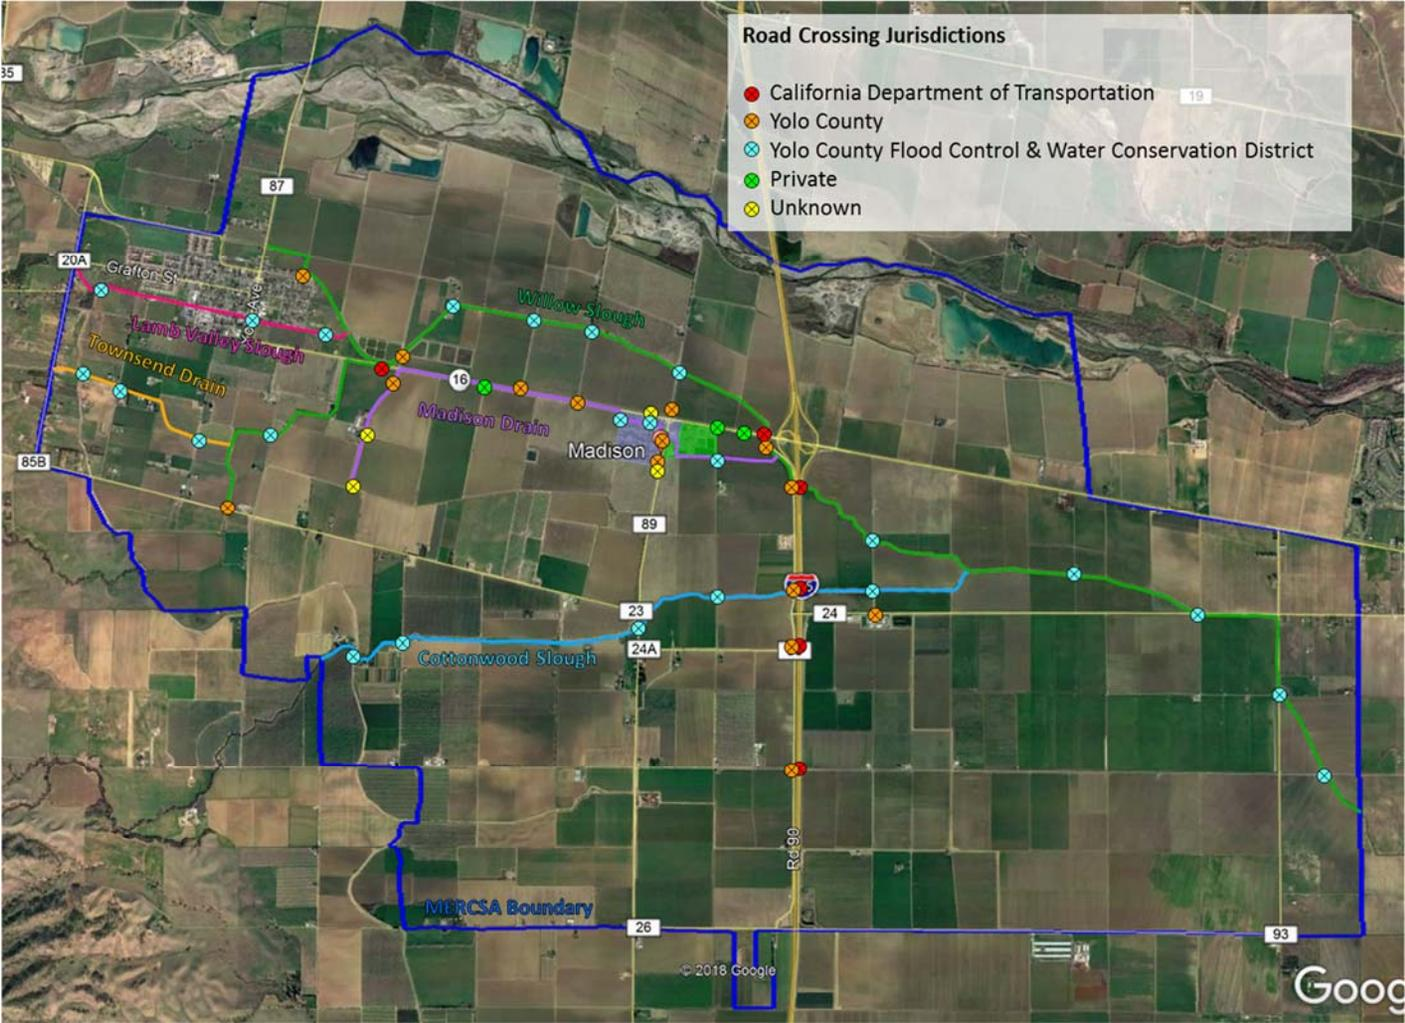 Road Crossing Jurisdictions
California Department of Transportation
Yolo County
Yolo County Flood Control & Water Conservation District
Private
Unknown
35
19
87
20A
Grafton St
Ave
Willow Slough
Lamb Valley Slough
Townsend Drain
16
Madison Drain
Madison
85B
89
23
24
24A
Cottonwood Slough
Rd 90
MERCSA Boundary
26
93
© 2018 Google
Goog